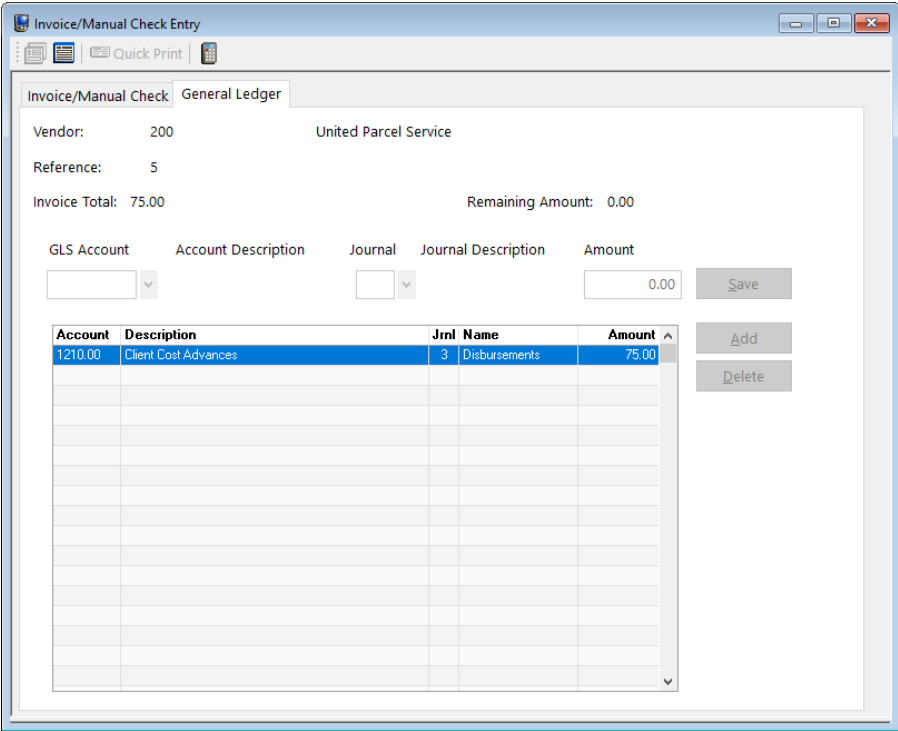 Invoice/Manual Check Entry
Quick Print
Invoice/Manual Check General Ledger
Vendor: 200 United Parcel Service
Reference: 5
Invoice Total: 75.00 Remaining Amount: 0.00
GLS Account Account Description Journal Journal Description Amount
0.00 Save
Account Description Jrnl Name Amount
Add
1210.00 Client Cost Advances 3 Disbursements 75.00
Delete